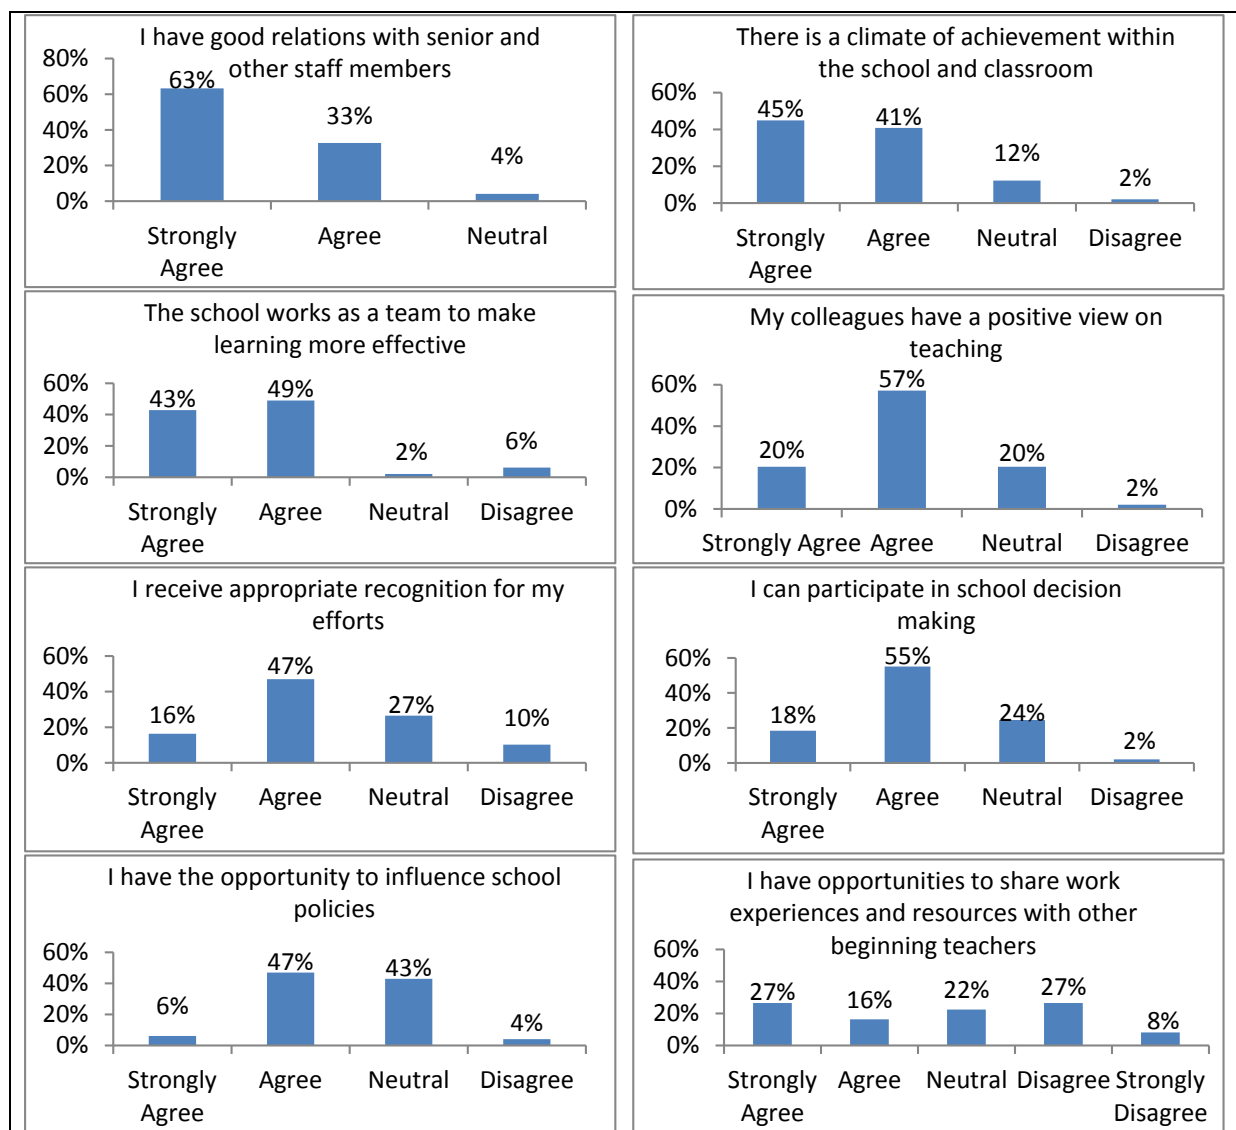 I have good relations with senior and
other staff members
80%
60%
40%
20%
0%
63%
33%
4%
Strongly
Agree
Agree
Neutral
There is a climate of achievement within
the school and classroom
60%
40%
20%
0%
45%
41%
12%
2%
Strongly
Agree
Agree
Neutral
Disagree
The school works as a team to make
learning more effective
60%
40%
20%
0%
43%
49%
2%
6%
Strongly
Agree
Agree
Neutral
Disagree
My colleagues have a positive view on
teaching
60%
40%
20%
0%
20%
57%
20%
2%
Strongly Agree
Agree
Neutral
Disagree
I receive appropriate recognition for my
efforts
60%
40%
20%
0%
16%
47%
27%
10%
Strongly
Agree
Agree
Neutral
Disagree
I can participate in school decision
making
60%
40%
20%
0%
18%
55%
24%
2%
Strongly
Agree
Agree
Neutral
Disagree
I have the opportunity to influence school
policies
60%
40%
20%
0%
6%
47%
43%
4%
Strongly
Agree
Agree
Neutral
Disagree
I have opportunities to share work
experiences and resources with other
beginning teachers
60%
40%
20%
0%
27%
16%
22%
27%
8%
Strongly
Agree
Agree
Neutral
Disagree
Strongly
Disagree